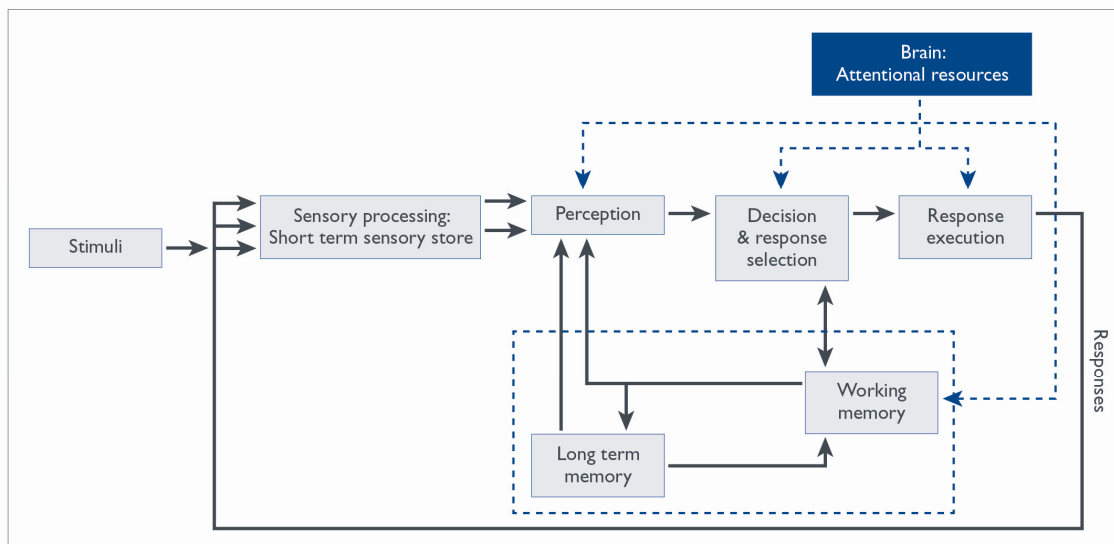 Brain:
Attentional resources
Stimuli
Sensory processing:
Short term sensory store
Perception
Decision
& response
selection
Response
execution
Responses
Working
memory
Long term
memory